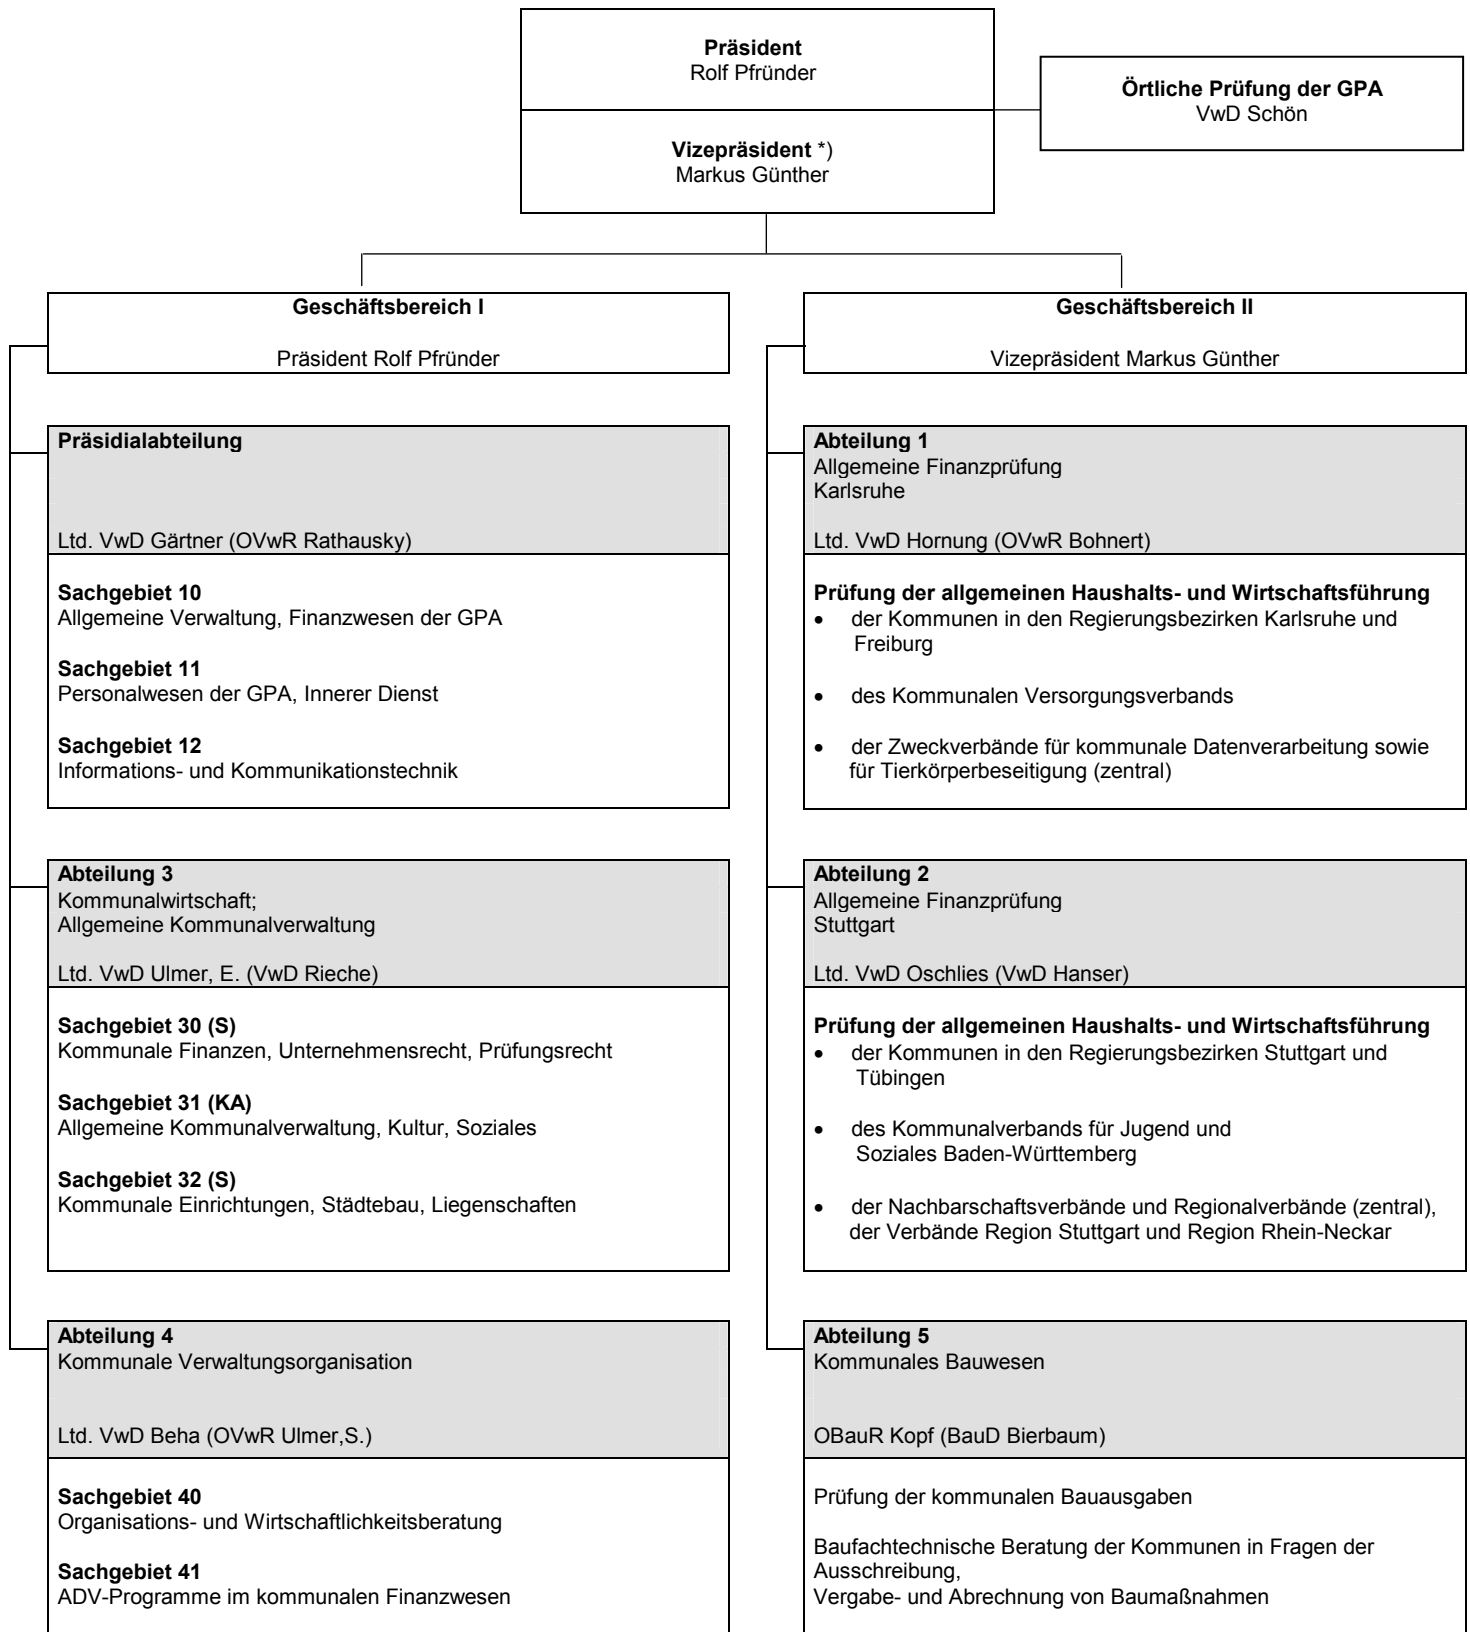 Präsident
Rolf Pfründer
Örtliche Prüfung der GPA
VwD Schön
Vizepräsident *)
Markus Günther
Geschäftsbereich I
Präsident Rolf Pfründer
Geschäftsbereich II
Vizepräsident Markus Günther
Präsidialabteilung
Ltd. VwD Gärtner (OVwR Rathausky)
Sachgebiet 10
Allgemeine Verwaltung, Finanzwesen der GPA
Sachgebiet 11
Personalwesen der GPA, Innerer Dienst
Sachgebiet 12
Informations- und Kommunikationstechnik
Abteilung 1
Allgemeine Finanzprüfung
Karlsruhe
Ltd. VwD Hornung (OVwR Bohnert)
Prüfung der allgemeinen Haushalts- und Wirtschaftsführung
• der Kommunen in den Regierungsbezirken Karlsruhe und
Freiburg
• des Kommunalen Versorgungsverbands
• der Zweckverbände für kommunale Datenverarbeitung sowie
für Tierkörperbeseitigung (zentral)
Abteilung 3
Kommunalwirtschaft;
Allgemeine Kommunalverwaltung
Ltd. VwD Ulmer, E. (VwD Rieche)
Sachgebiet 30 (S)
Kommunale Finanzen, Unternehmensrecht, Prüfungsrecht
Sachgebiet 31 (KA)
Allgemeine Kommunalverwaltung, Kultur, Soziales
Sachgebiet 32 (S)
Kommunale Einrichtungen, Städtebau, Liegenschaften
Abteilung 2
Allgemeine Finanzprüfung
Stuttgart
Ltd. VwD Oschlies (VwD Hanser)
Prüfung der allgemeinen Haushalts- und Wirtschaftsführung
• der Kommunen in den Regierungsbezirken Stuttgart und
Tübingen
• des Kommunalverbands für Jugend und
Soziales Baden-Württemberg
• der Nachbarschaftsverbände und Regionalverbände (zentral),
der Verbände Region Stuttgart und Region Rhein-Neckar
Abteilung 4
Kommunale Verwaltungsorganisation
Ltd. VwD Beha (OVwR Ulmer,S.)
Sachgebiet 40
Organisations- und Wirtschaftlichkeitsberatung
Sachgebiet 41
ADV-Programme im kommunalen Finanzwesen
Abteilung 5
Kommunales Bauwesen
OBauR Kopf (BauD Bierbaum)
Prüfung der kommunalen Bauausgaben
Baufachtechnische Beratung der Kommunen in Fragen der
Ausschreibung,
Vergabe- und Abrechnung von Baumaßnahmen